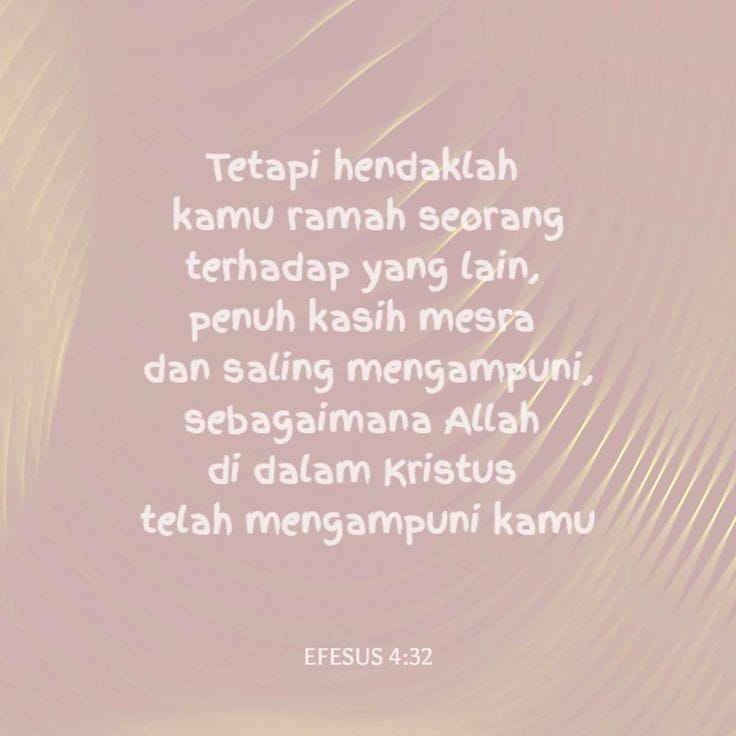 Tetapi hendaklah
kamu ramah seorang
terhadap yang lain,
penuh kasih mesra
dan saling mengampuni,
sebagaimana Allah
di dalam Kristus
telah mengampuni kamu
EFESUS 4:32